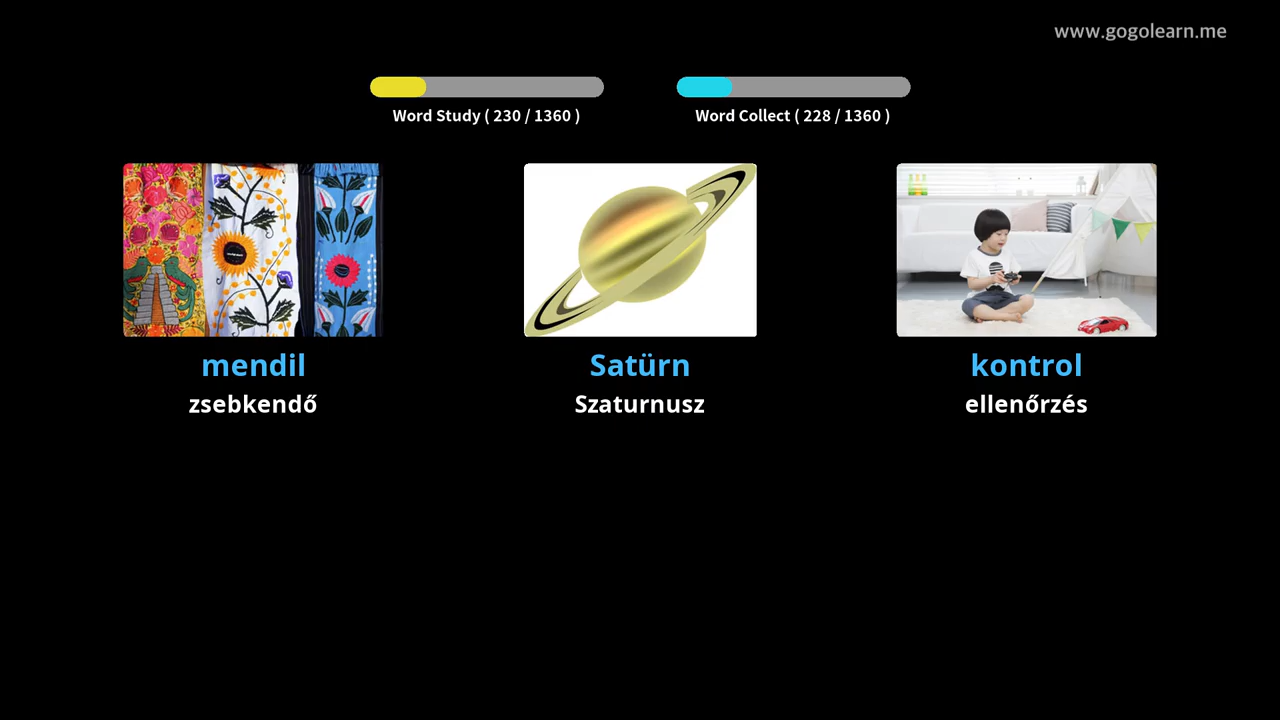 www.gogolearn.me
Word Study ( 230 / 1360 )
Word Collect ( 228 / 1360 )
mendil
Satürn
kontrol
zsebkendő
Szaturnusz
ellenőrzés